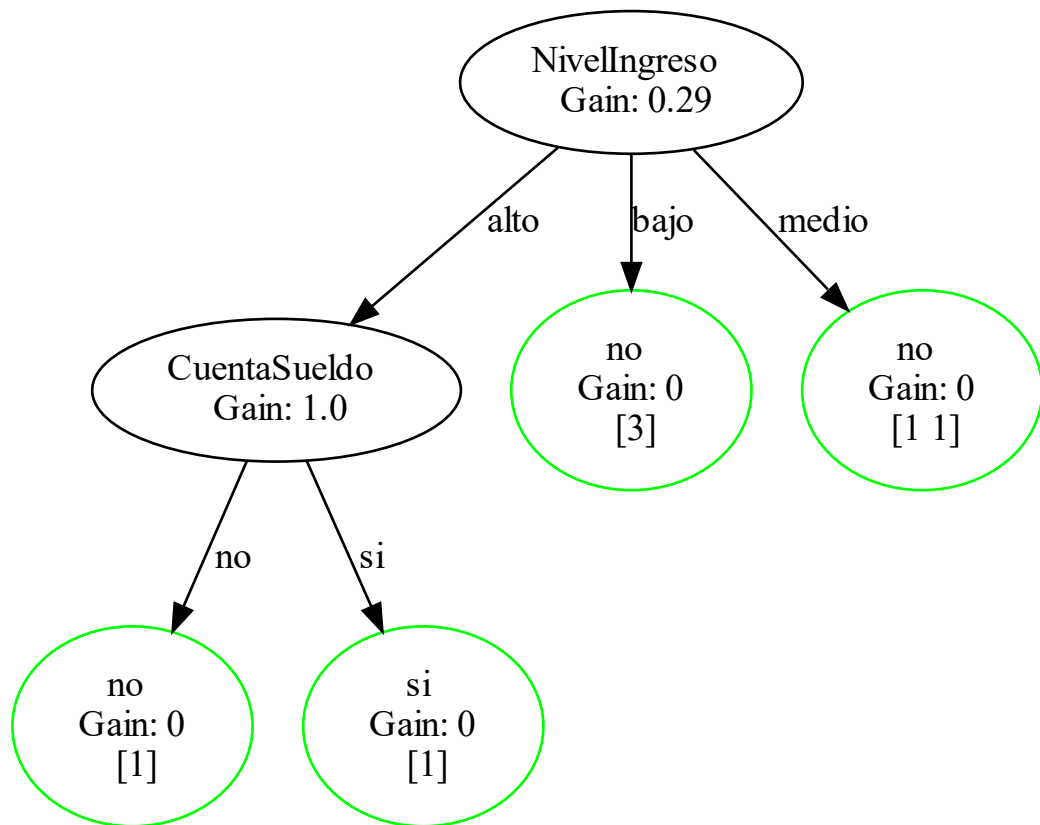 NivelIngreso
Gain: 0.29
alto
bajo
medio
CuentaSueldo
Gain: 1.0
no
Gain: 0
[3]
no
Gain: 0
[1 1]
no
si
no
Gain: 0
[1]
si
Gain: 0
[1]